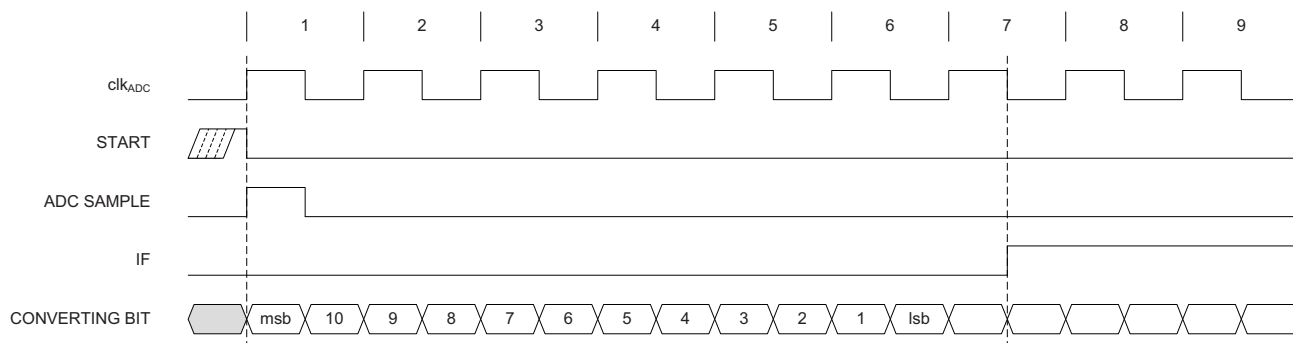 1 2 3 4 5 6 7 8 9
clkADC
START
ADC SAMPLE
IF
CONVERTING BIT msb 10 9 8 7 6 5 4 3 2 1 lsb